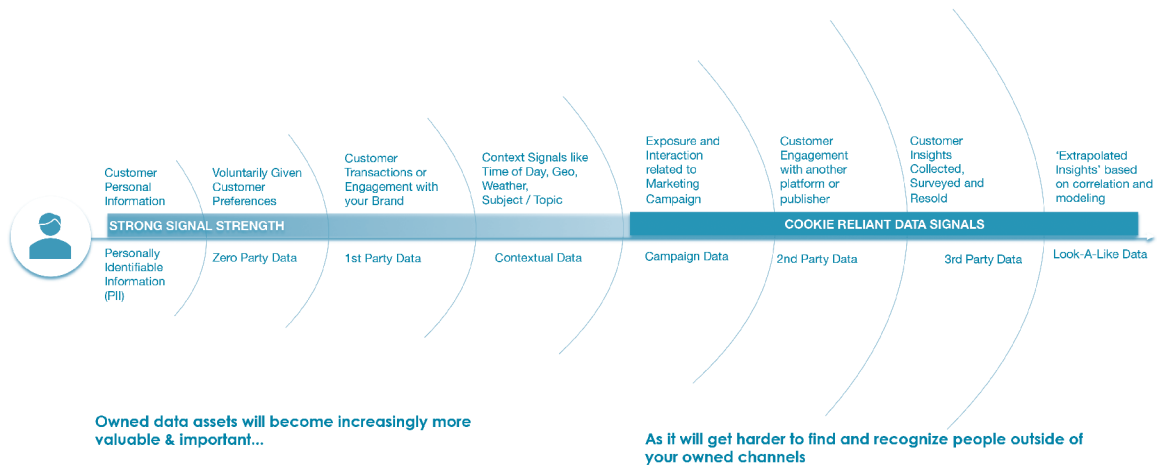 Customer
Personal
Information
Voluntarily Given
Customer
Preferences
Customer
Transactions or
Engagement with
your Brand
Context Signals like
Time of Day, Geo,
Weather,
Subject / Topic
Exposure and
Interaction
related to
Marketing
Campaign
Customer
Engagement
with another
platform or
publisher
Customer
Insights
Collected,
Surveyed and
Resold
‘Extrapolated
Insights’ based
on correlation and
modeling
STRONG SIGNAL STRENGTH
COOKIE RELIANT DATA SIGNALS
Personally
Identifiable
Information
(PII)
Zero Party Data
1st Party Data
Contextual Data
Campaign Data
2nd Party Data
3rd Party Data
Look-A-Like Data
Owned data assets will become increasingly more
valuable & important...
As it will get harder to find and recognize people outside of
your owned channels